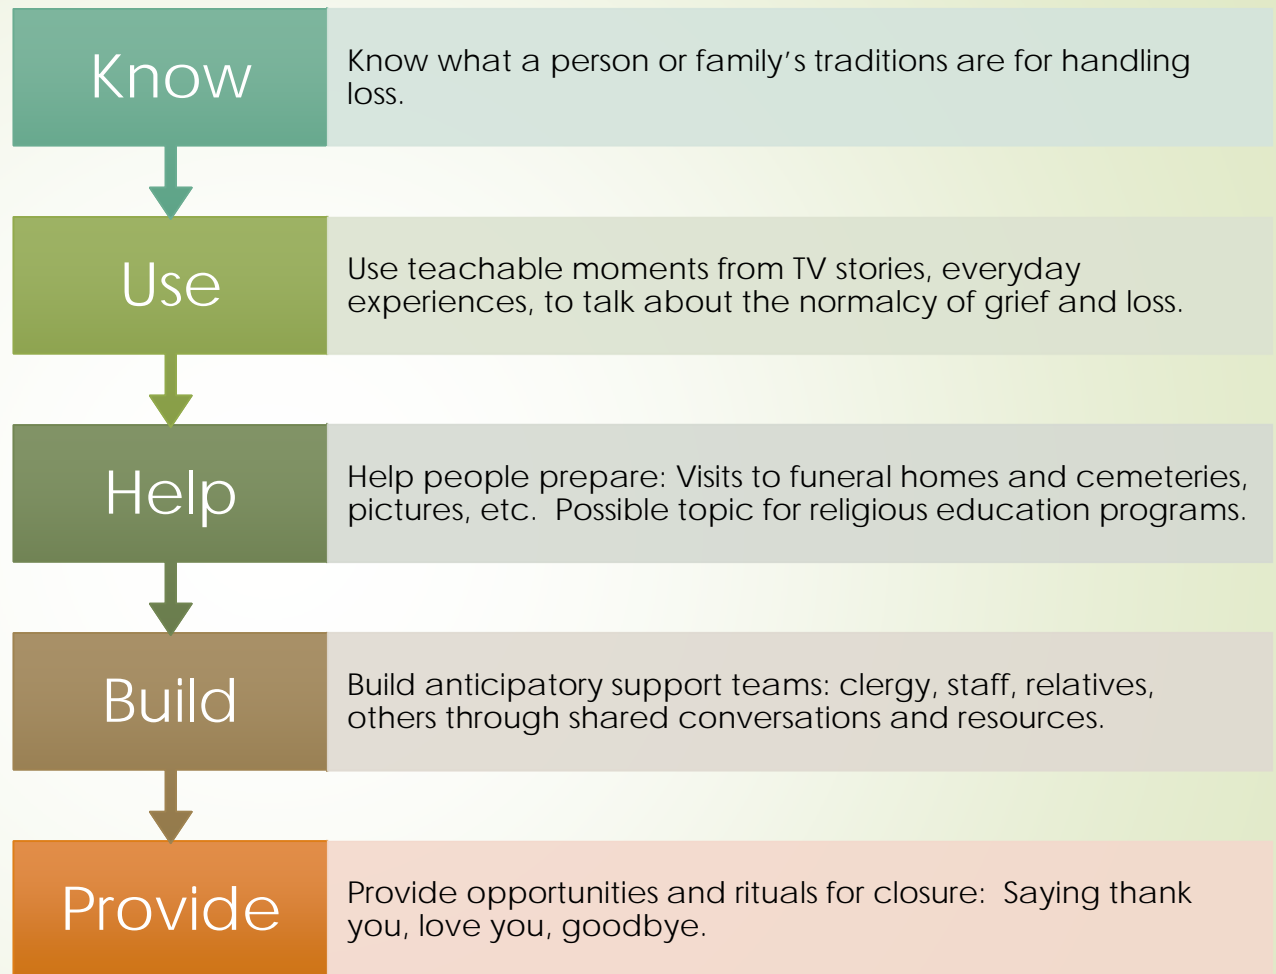 Know
Know what a person or family's traditions are for handling
loss.
Use
Use teachable moments from TV stories, everyday
experiences, to talk about the normalcy of grief and loss.
Help
Help people prepare: Visits to funeral homes and cemeteries,
pictures, etc.  Possible topic for religious education programs.
Build
Build anticipatory support teams: clergy, staff, relatives,
others through shared conversations and resources.
Provide
Provide opportunities and rituals for closure:  Saying thank
you, love you, goodbye.